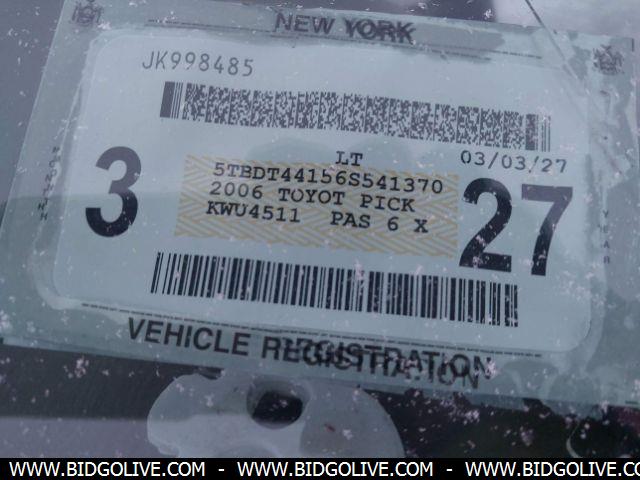 NEW YORK
JK998485
LT 03/03/27
5TBDT44156S541370
2006 TOYOT PICK
KWU4511 PAS 6 X
3
27
YEAR
VEHICLE REGISTRATION
WWW.BIDGOLIVE.COM - WWW.BIDGOLIVE.COM - WWW.BIDGOLIVE.COM